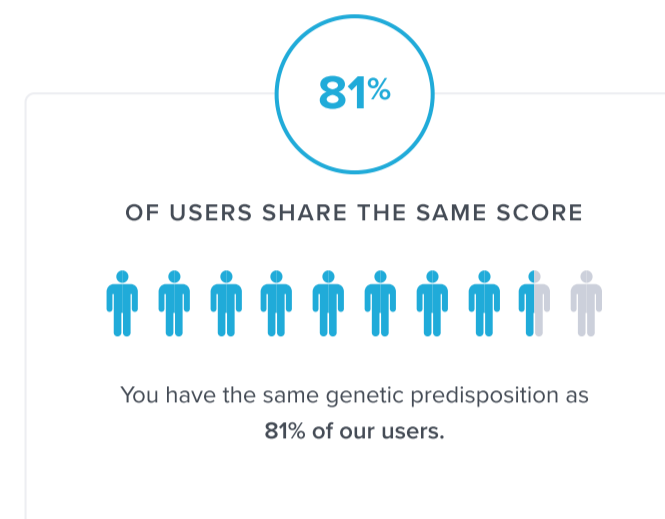 81%
OF USERS SHARE THE SAME SCORE
You have the same genetic predisposition as
81% of our users.